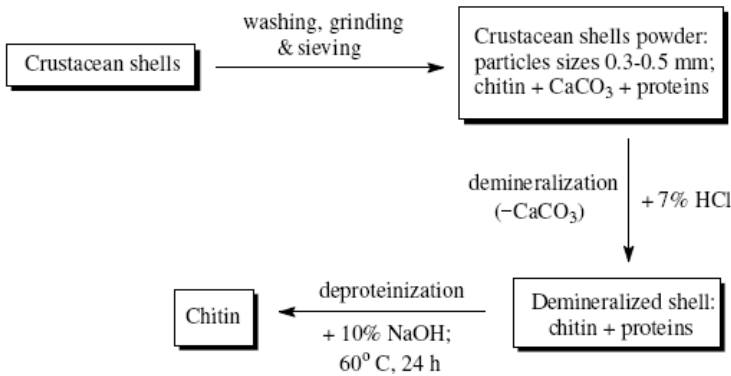 washing, grinding
& sieving
Crustacean shells
Crustacean shells powder:
particles sizes 0.3-0.5 mm;
chitin + CaCO₃ + proteins
demineralization
(−CaCO₃)
+ 7% HCl
deproteinization
Chitin
+ 10% NaOH;
60° C, 24 h
Demineralized shell:
chitin + proteins